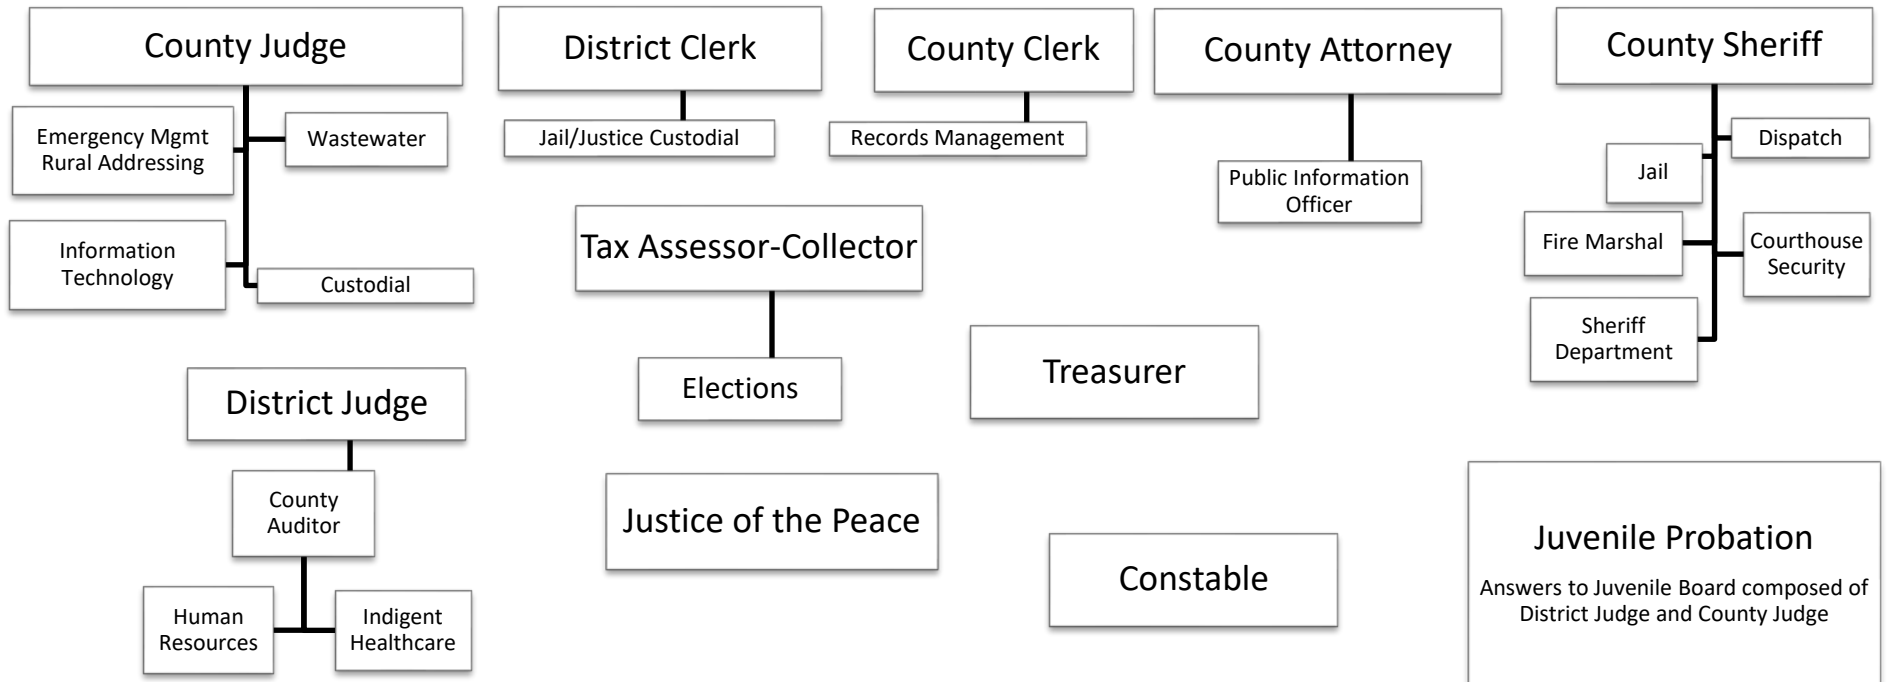 County Judge
Emergency Mgmt
Rural Addressing
Wastewater
Information
Technology
Custodial
District Clerk
Jail/Justice Custodial
County Clerk
Records Management
County Attorney
Public Information
Officer
County Sheriff
Dispatch
Jail
Fire Marshal
Courthouse
Security
Sheriff
Department
Tax Assessor-Collector
Elections
Treasurer
District Judge
County
Auditor
Human
Resources
Indigent
Healthcare
Justice of the Peace
Constable
Juvenile Probation
Answers to Juvenile Board composed of
District Judge and County Judge